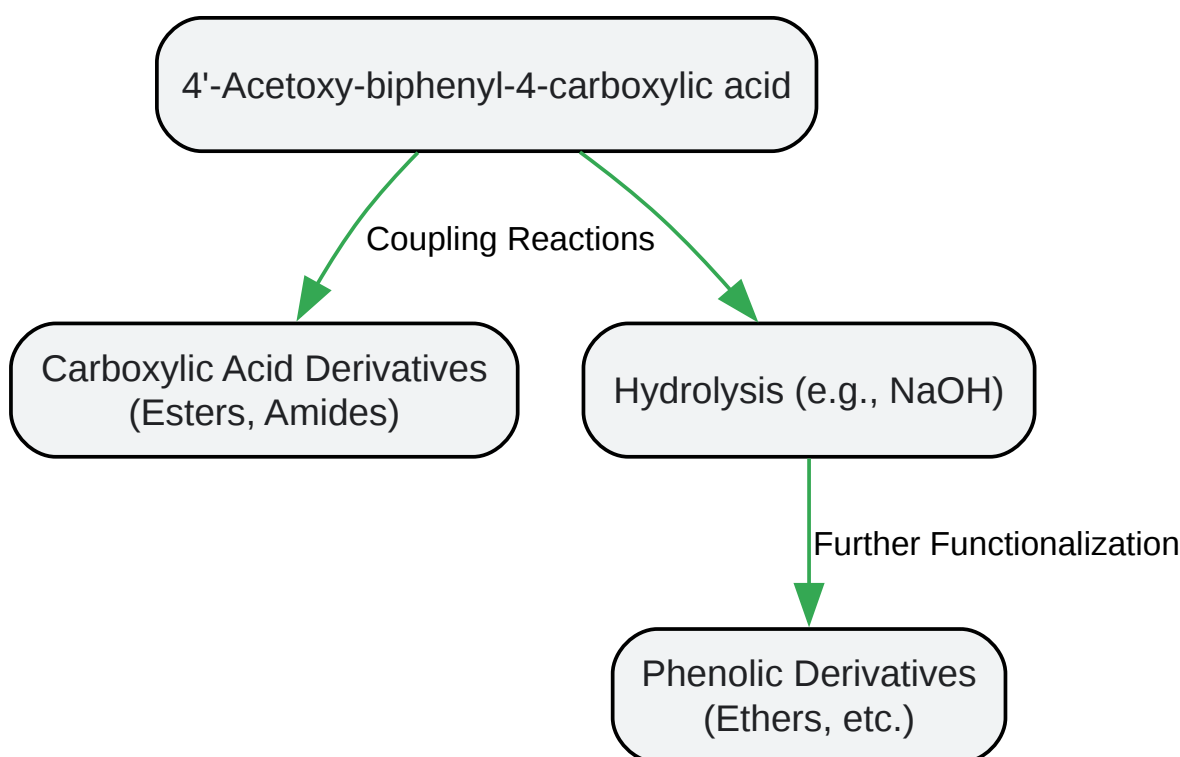 4'-Acetoxy-biphenyl-4-carboxylic acid
Coupling Reactions
Carboxylic Acid Derivatives
(Esters, Amides)
Hydrolysis (e.g., NaOH)
Further Functionalization
Phenolic Derivatives
(Ethers, etc.)